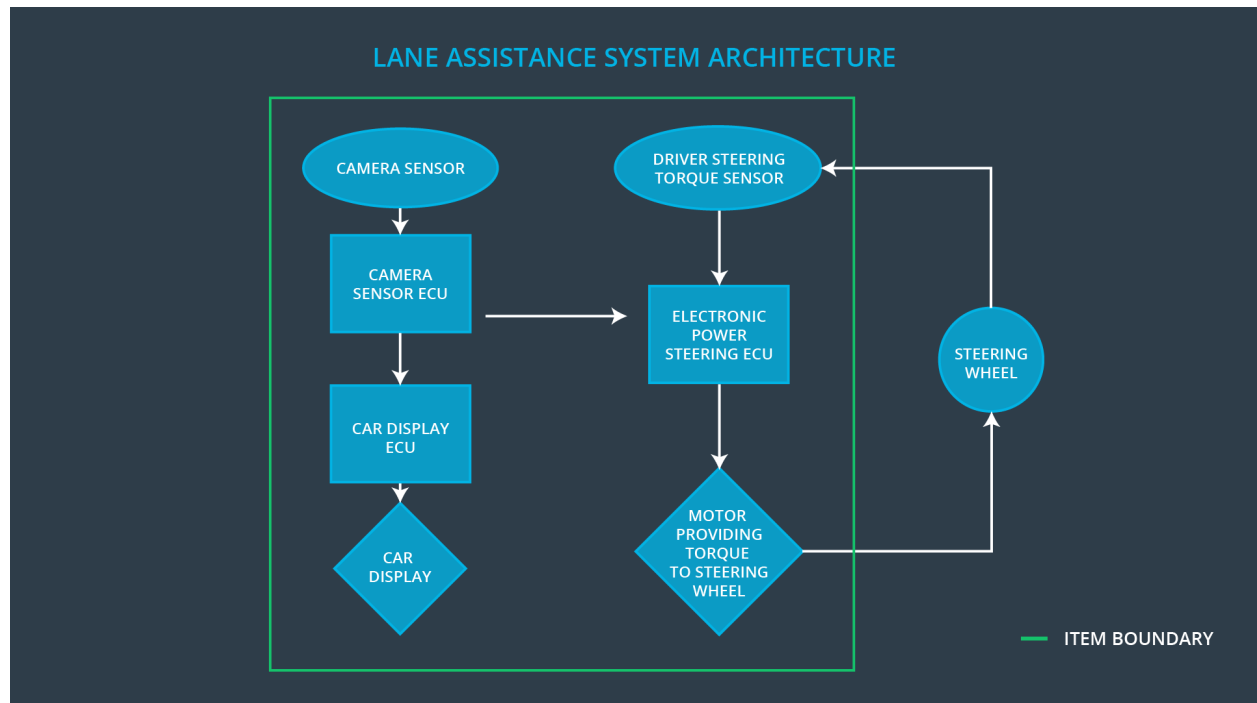 LANE ASSISTANCE SYSTEM ARCHITECTURE
CAMERA SENSOR
DRIVER STEERING
TORQUE SENSOR
CAMERA
SENSOR ECU
ELECTRONIC
POWER
STEERING ECU
STEERING
WHEEL
CAR DISPLAY
ECU
MOTOR
PROVIDING
TORQUE
TO STEERING
WHEEL
CAR
DISPLAY
ITEM BOUNDARY